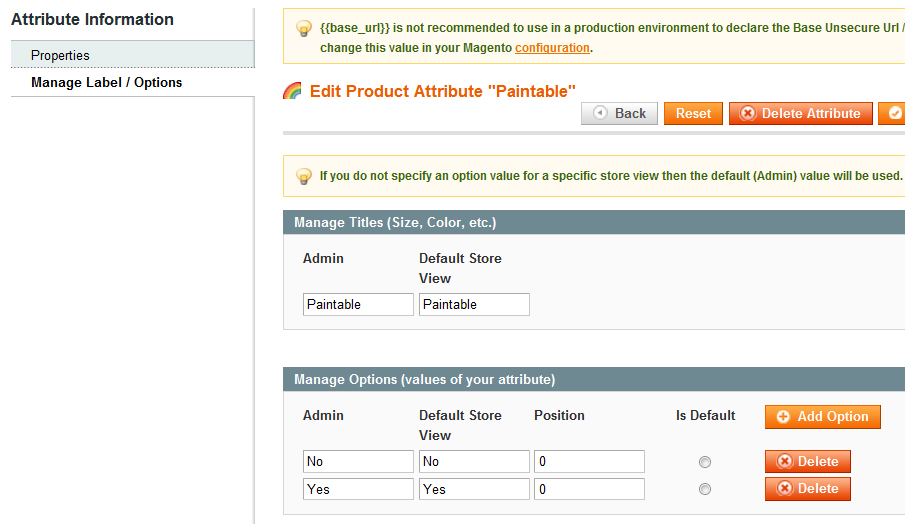 Attribute Information
Properties
Manage Label / Options
{{base_url}} is not recommended to use in a production environment to declare the Base Unsecure Url /
change this value in your Magento configuration.
Edit Product Attribute "Paintable"
Back Reset Delete Attribute
If you do not specify an option value for a specific store view then the default (Admin) value will be used.
Manage Titles (Size, Color, etc.)
Admin Default Store
View
Paintable Paintable
Manage Options (values of your attribute)
Admin Default Store Position Is Default Add Option
View
No No 0 Delete
Yes Yes 0 Delete